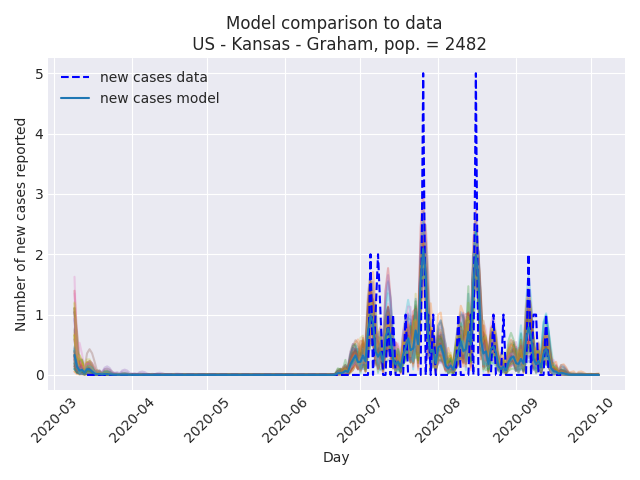 Model comparison to data
US - Kansas - Graham, pop. = 2482
new cases data
new cases model
Number of new cases reported
5
4
3
2
1
0
2020-03
2020-04
2020-05
2020-06
2020-07
2020-08
2020-09
2020-10
Day